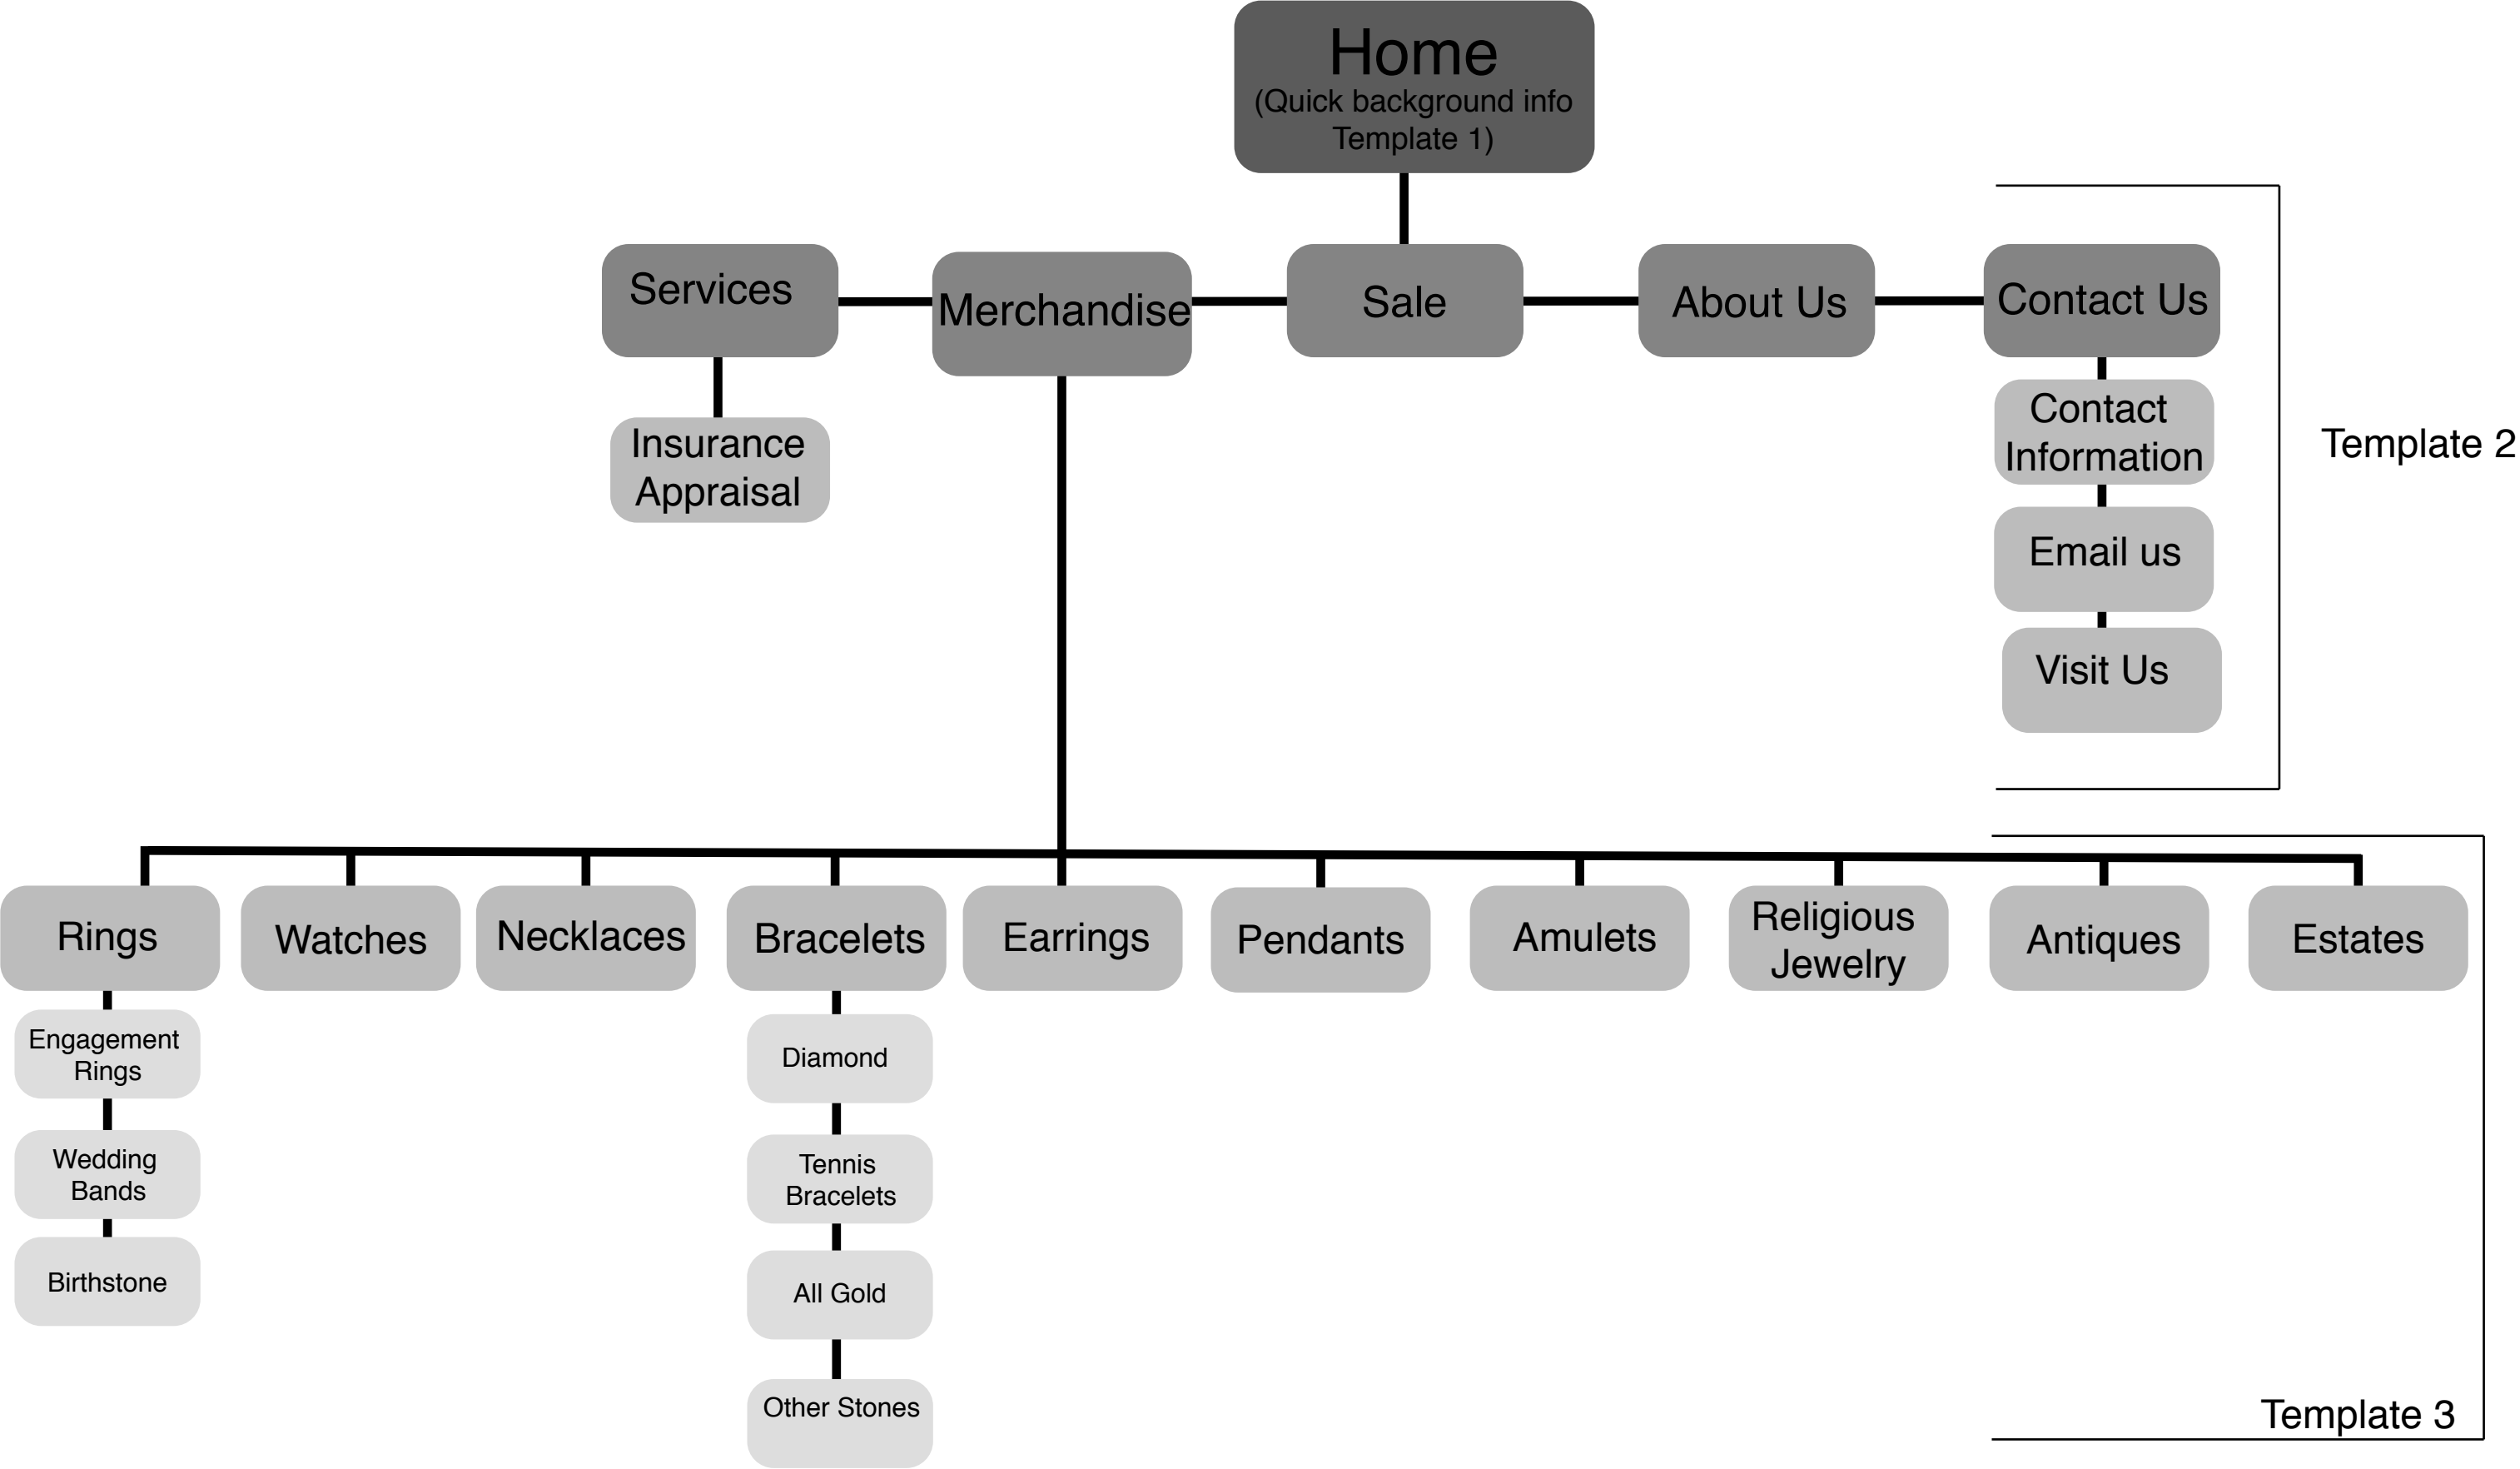 Home
(Quick background info
Template 1)
Services
Merchandise
Sale
About Us
Contact Us
Insurance
Appraisal
Contact
Information
Email us
Visit Us
Template 2
Rings
Watches
Necklaces
Bracelets
Earrings
Pendants
Amulets
Religious
Jewelry
Antiques
Estates
Engagement
Rings
Wedding
Bands
Birthstone
Diamond
Tennis
Bracelets
All Gold
Other Stones
Template 3